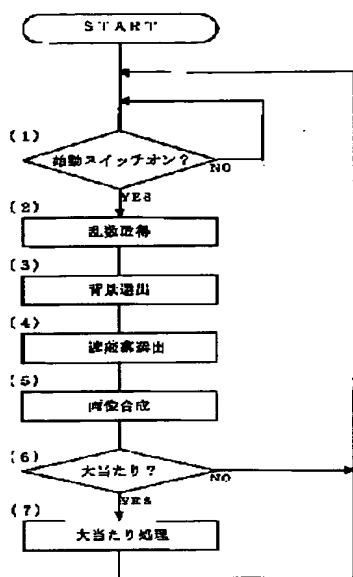 START
(1)
始動スイッチオン?
NO
YES
(2)
乱数取得
(3)
背景選出
(4)
(5)
画像合成
(6)
大当たり?
NO
YES
(7)
大当たり処理